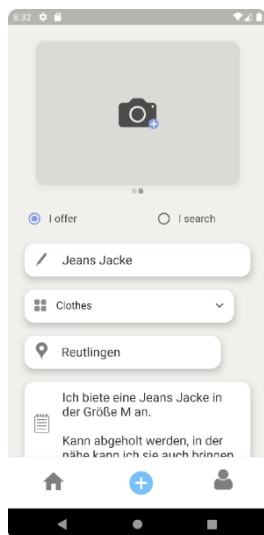 8:32
I offer
I search
Jeans Jacke
Clothes
Reutlingen
Ich biete eine Jeans Jacke in
der Größe M an.
Kann abgeholt werden, in der
nähe kann ich sie auch bringen